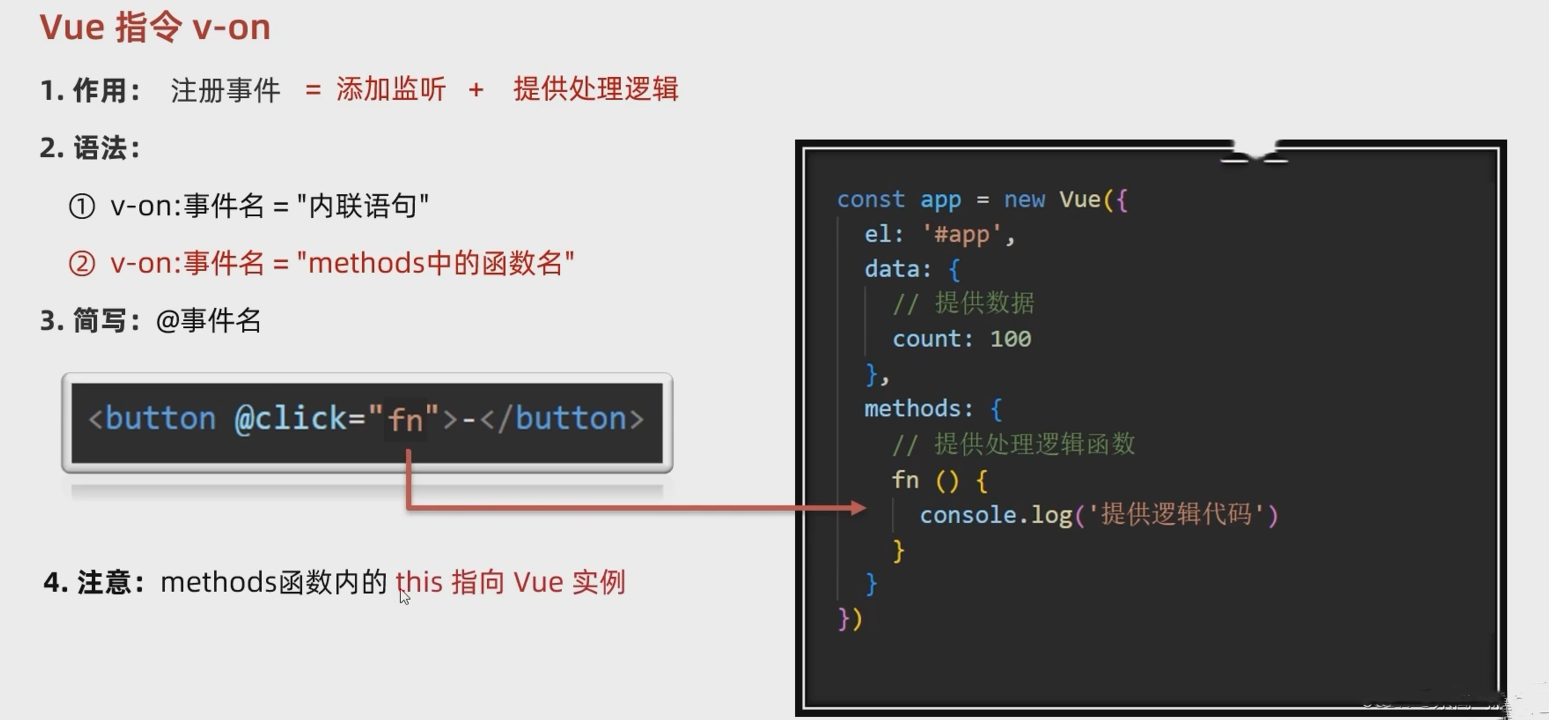 Vue 指令 v-on
1. 作用： 注册事件 = 添加监听 + 提供处理逻辑
2. 语法：
① v-on:事件名 = "内联语句"
② v-on:事件名 = "methods中的函数名"
3. 简写：@事件名
<button @click="fn">-</button>
4. 注意：methods函数内的 this 指向 Vue 实例
const app = new Vue({
el: '#app',
data: {
// 提供数据
count: 100
},
methods: {
// 提供处理逻辑函数
fn () {
console.log('提供逻辑代码')
}
}
})